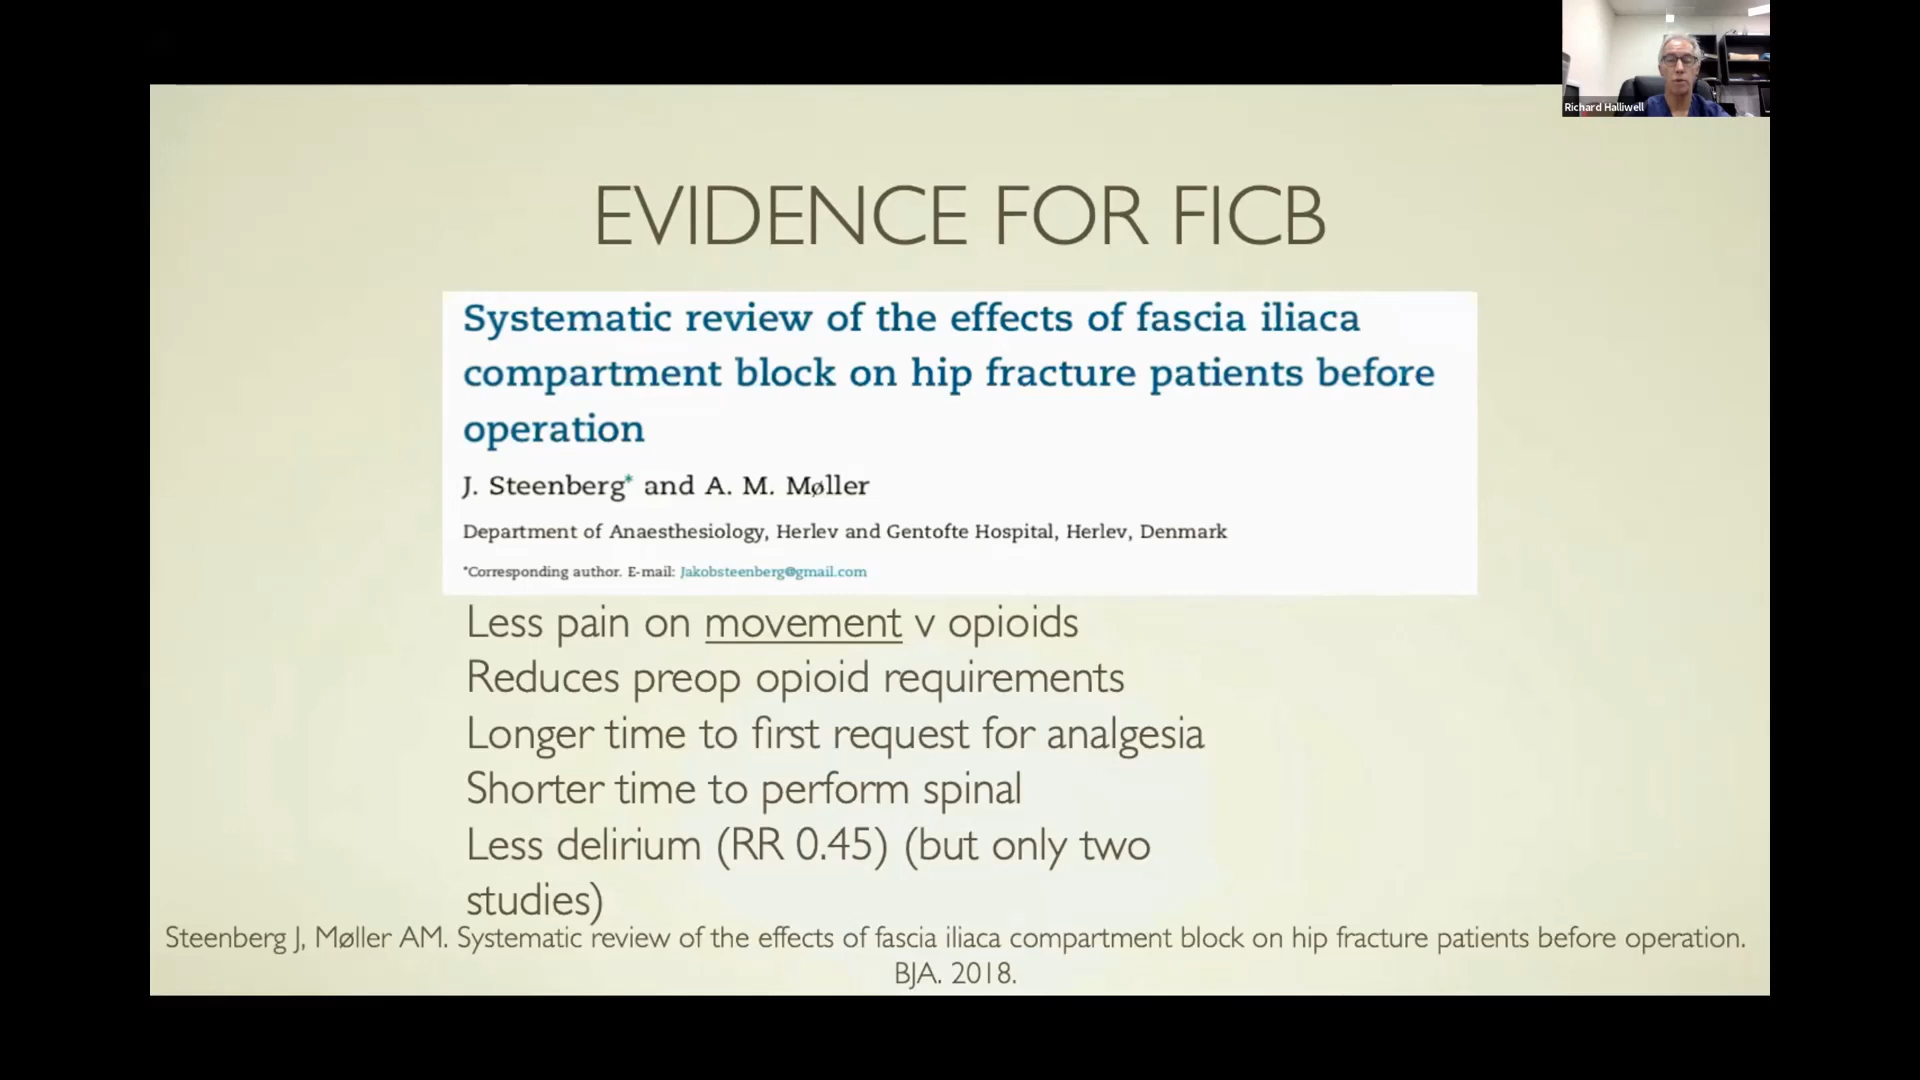 Richard Halliwell
EVIDENCE FOR FICB
Systematic review of the effects of fascia iliaca
compartment block on hip fracture patients before
operation
J. Steenberg* and A. M. Møller
Department of Anaesthesiology, Herlev and Gentofte Hospital, Herlev, Denmark
*Corresponding author. E-mail: Jakobsteenberg@gmail.com
Less pain on movement v opioids
Reduces preop opioid requirements
Longer time to first request for analgesia
Shorter time to perform spinal
Less delirium (RR 0.45) (but only two
studies)
Steenberg J, Møller AM. Systematic review of the effects of fascia iliaca compartment block on hip fracture patients before operation.
BJA. 2018.